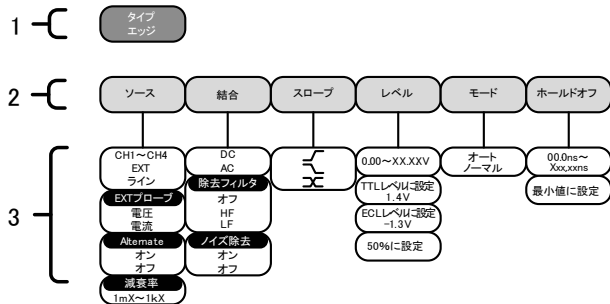 1
タイプ
エッジ
2
ソース
結合
スロープ
レベル
モード
ホールドオフ
3
CH1～CH4
EXT
ライン
EXTプローブ
電圧
電流
Alternate
オン
オフ
減衰率
1mX～1kX
DC
AC
除去フィルタ
オフ
HF
LF
ノイズ除去
オン
オフ
0.00～XX.XXV
TTLレベルに設定
1.4V
ECLレベルに設定
-1.3V
50%に設定
オート
ノーマル
00.0ns～
Xxx,xxns
最小値に設定